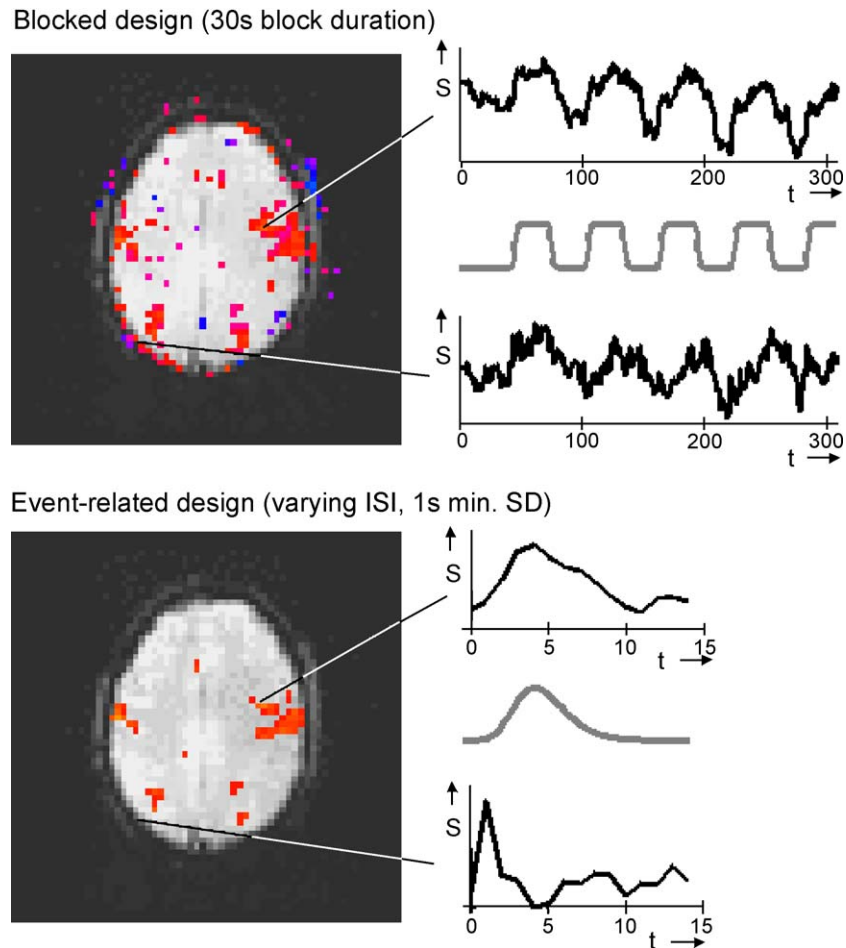 Blocked design (30s block duration)
S
0 100 200 300
t
S
0 100 200 300
t
Event-related design (varying ISI, 1s min. SD)
S
0 5 10 15
t
S
0 5 10 15
t